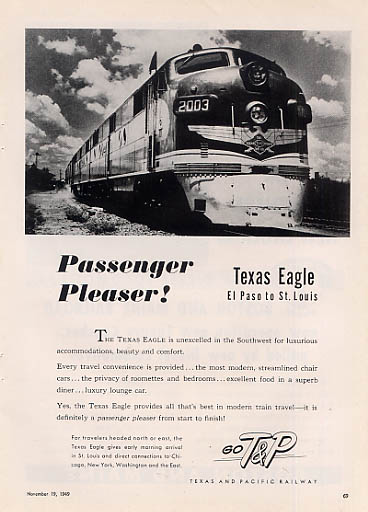 2003
Passenger
Pleaser!
Texas Eagle
El Paso to St. Louis
THE TEXAS EAGLE is unexcelled in the Southwest for luxurious
accommodations, beauty and comfort.
Every travel convenience is provided...the most modern, streamlined chair
cars...the privacy of roomettes and bedrooms...excellent food in a superb
diner...luxury lounge car.
Yes, the Texas Eagle provides all that's best in modern train travel—it is
definitely a passenger pleaser from start to finish!
For travelers headed north or east, the
Texas Eagle gives early morning arrival
in St. Louis and direct connections to Chi-
cago, New York, Washington and the East.
GO T&P
TEXAS AND PACIFIC RAILWAY
November 19, 1949
69